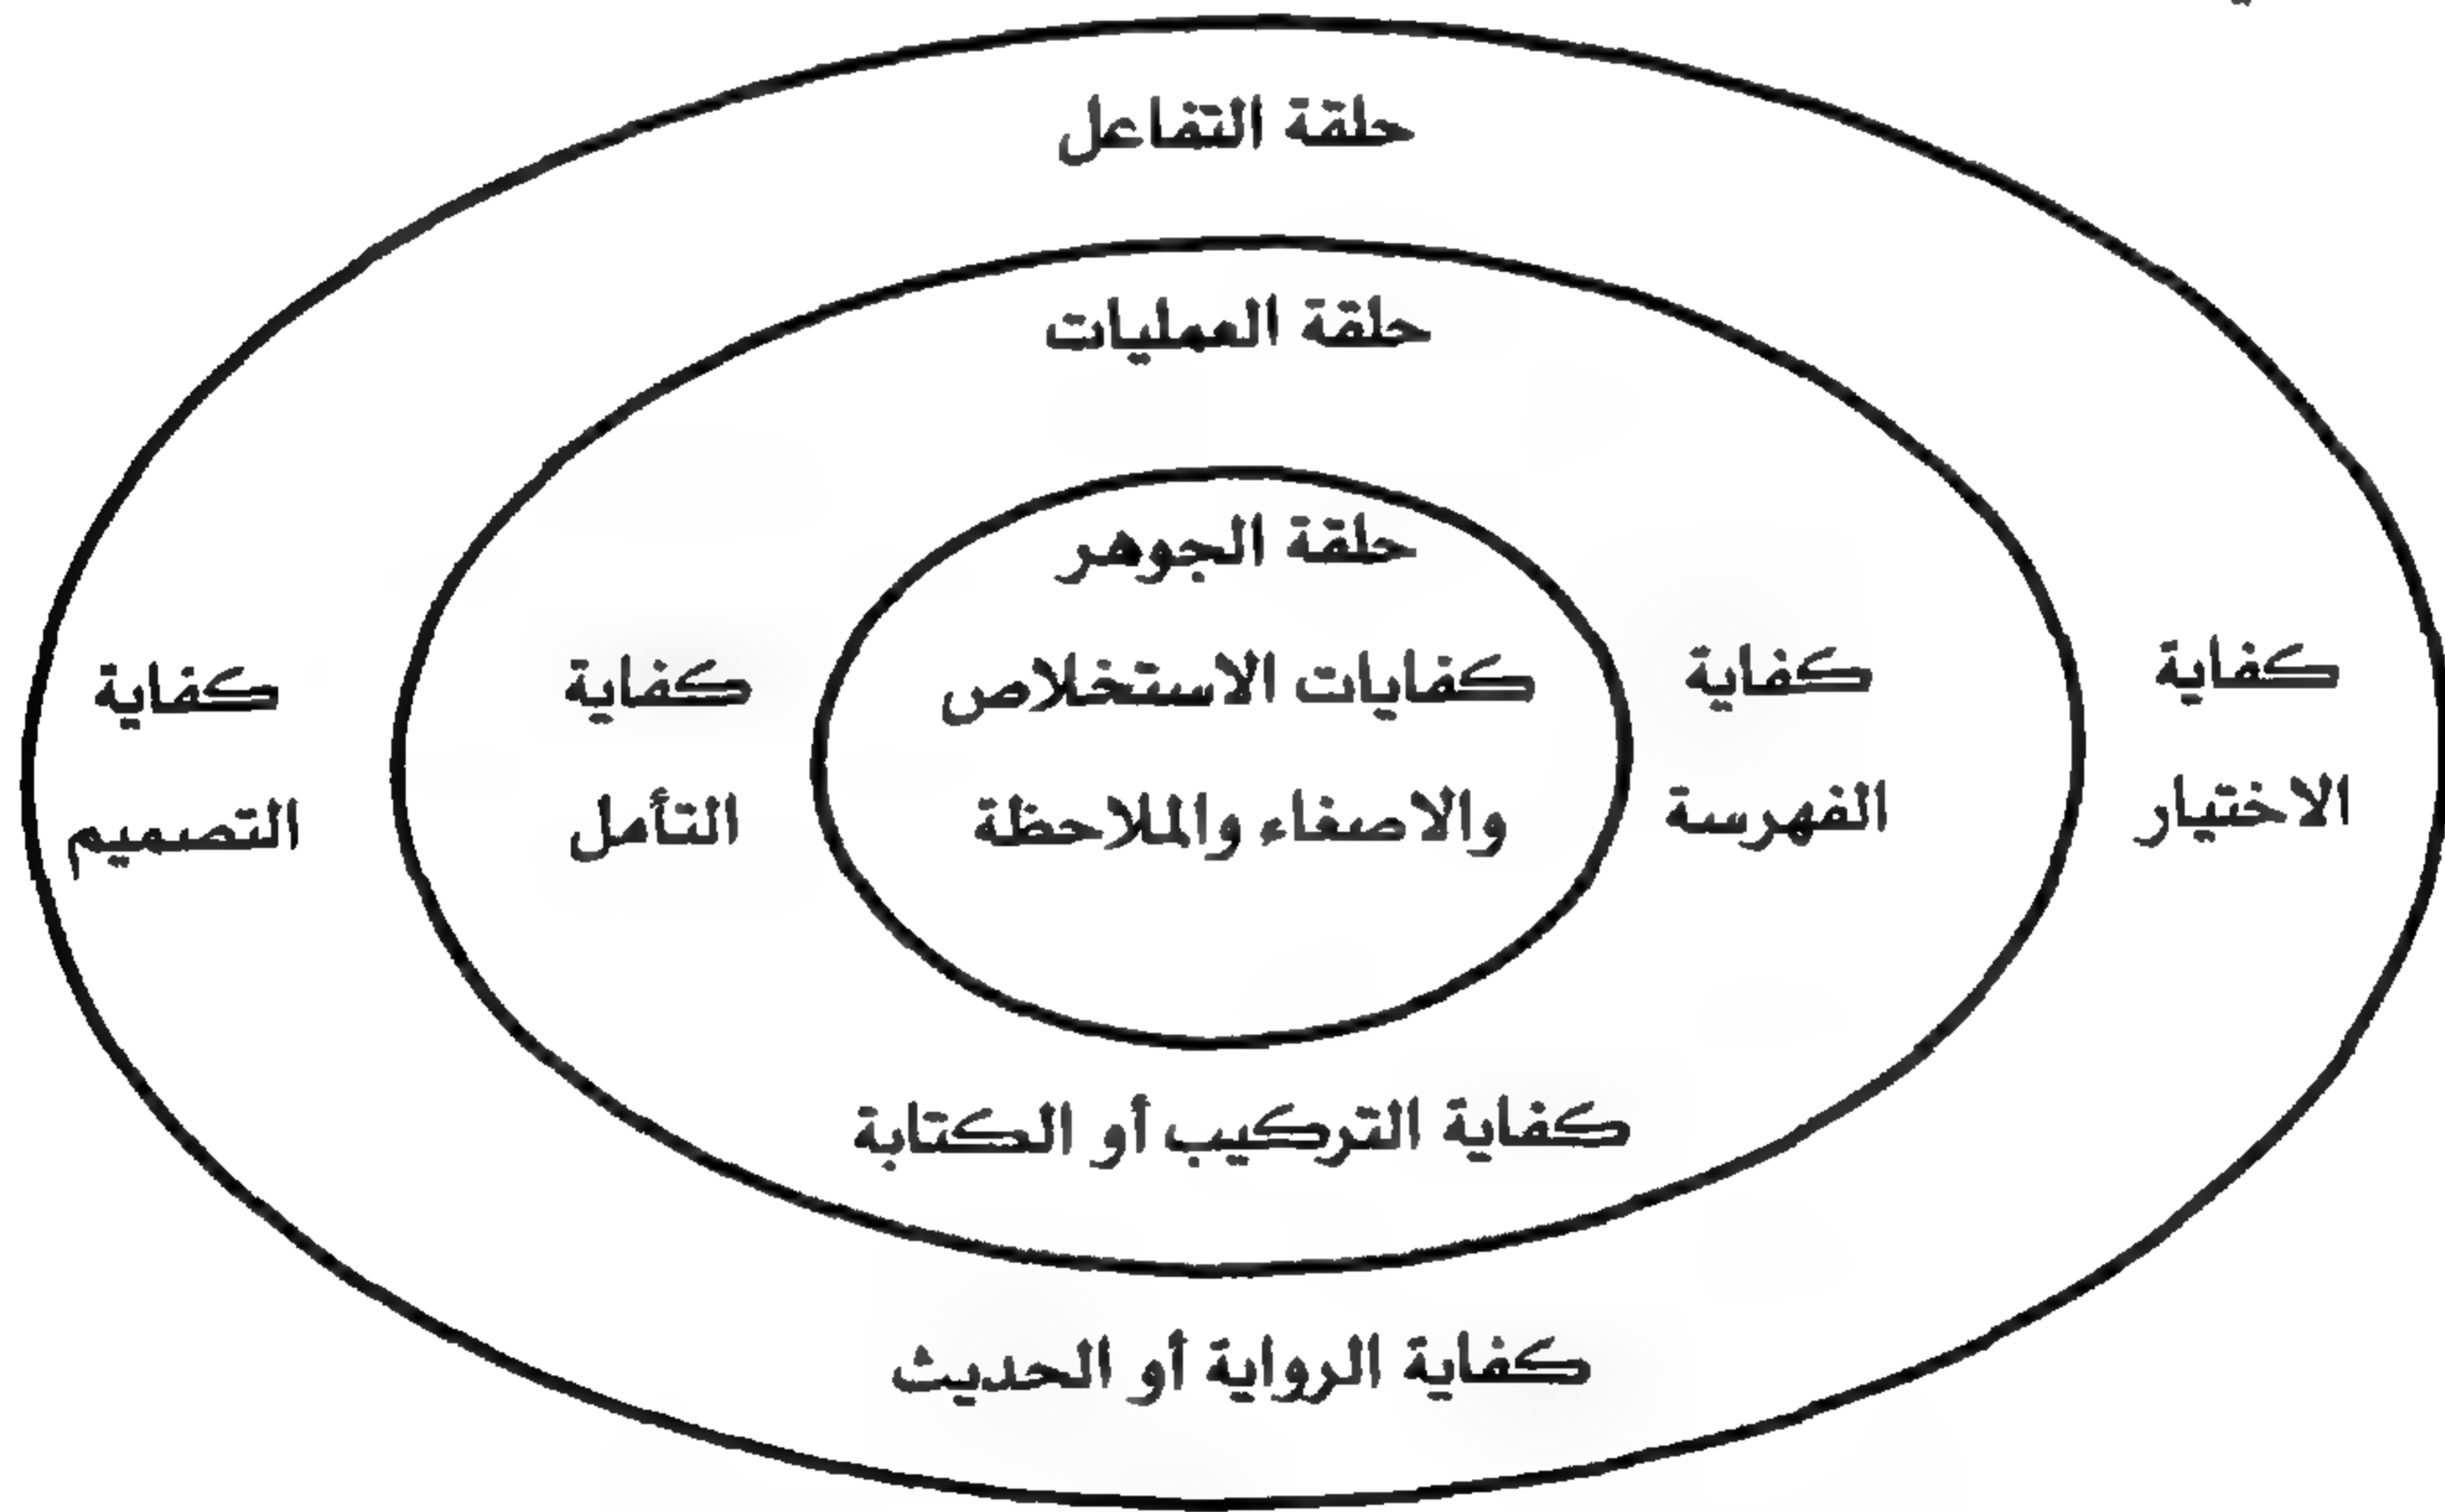 حلقة التفاعل
حلقة العمليات
حلقة الجوهر
كفاية
الاختيار
كفاية
الفهرسة
كفايات الاستخلاص
والاصغاء والملاحظة
كفاية
التأمل
كفاية
التصميم
كفاية التركيب أو الكتابة
كفاية الرواية أو الحديث